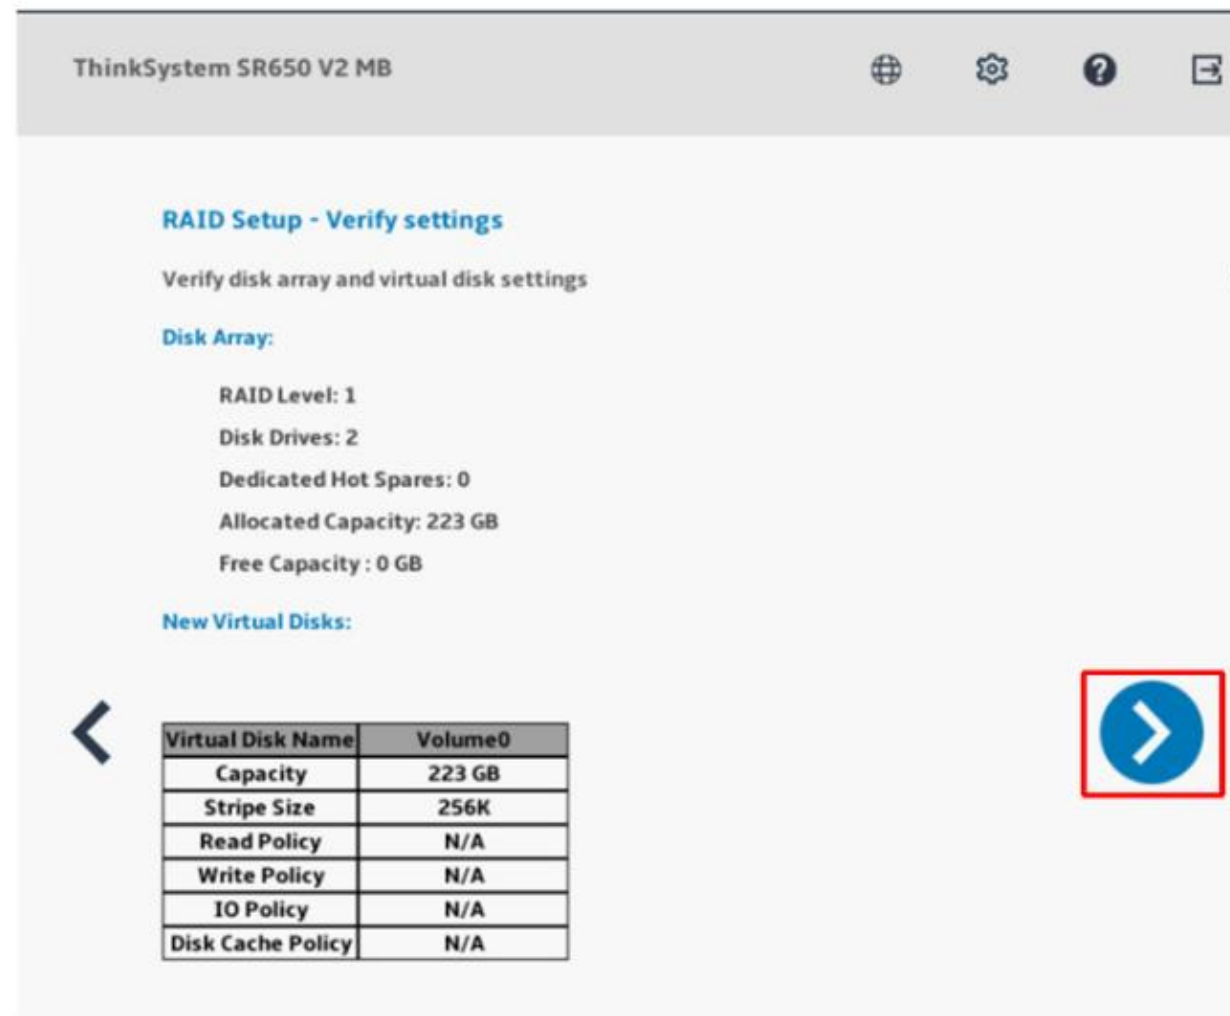 ThinkSystem SR650 V2 MB
RAID Setup - Verify settings
Verify disk array and virtual disk settings
Disk Array:
RAID Level: 1
Disk Drives: 2
Dedicated Hot Spares: 0
Allocated Capacity: 223 GB
Free Capacity : 0 GB
New Virtual Disks:
Virtual Disk Name Volume0
Capacity 223 GB
Stripe Size 256K
Read Policy N/A
Write Policy N/A
IO Policy N/A
Disk Cache Policy N/A